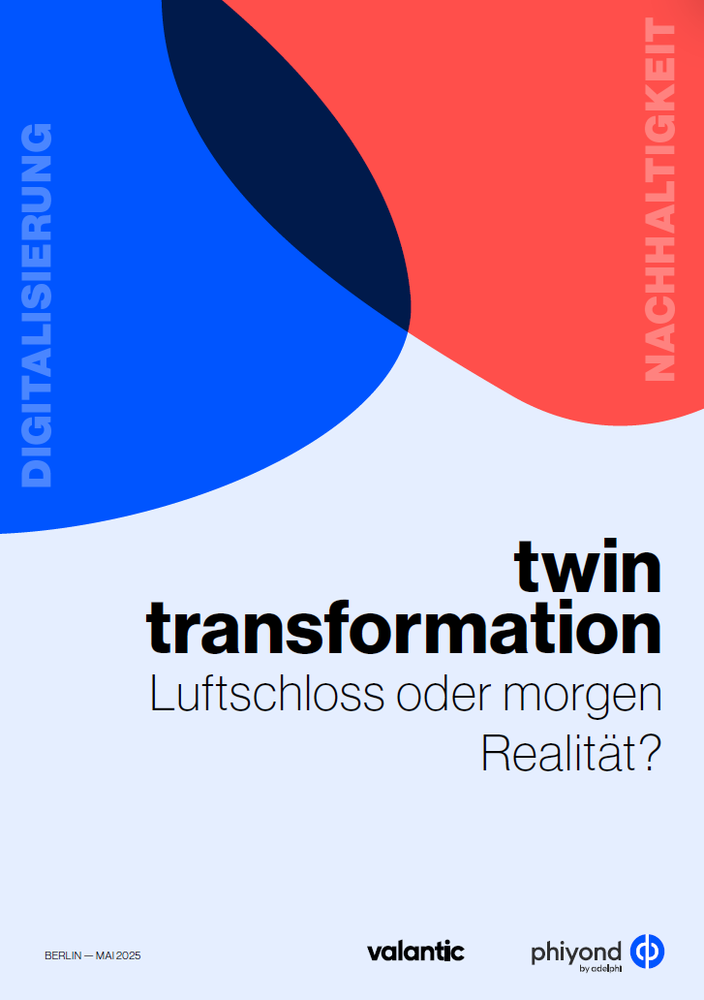 DIGITALISIERUNG
NACHHALTIGKEIT
twin
transformation
Luftschloss oder morgen
Realität?
BERLIN — MAI 2025
valantic
phiyond
by adelphi